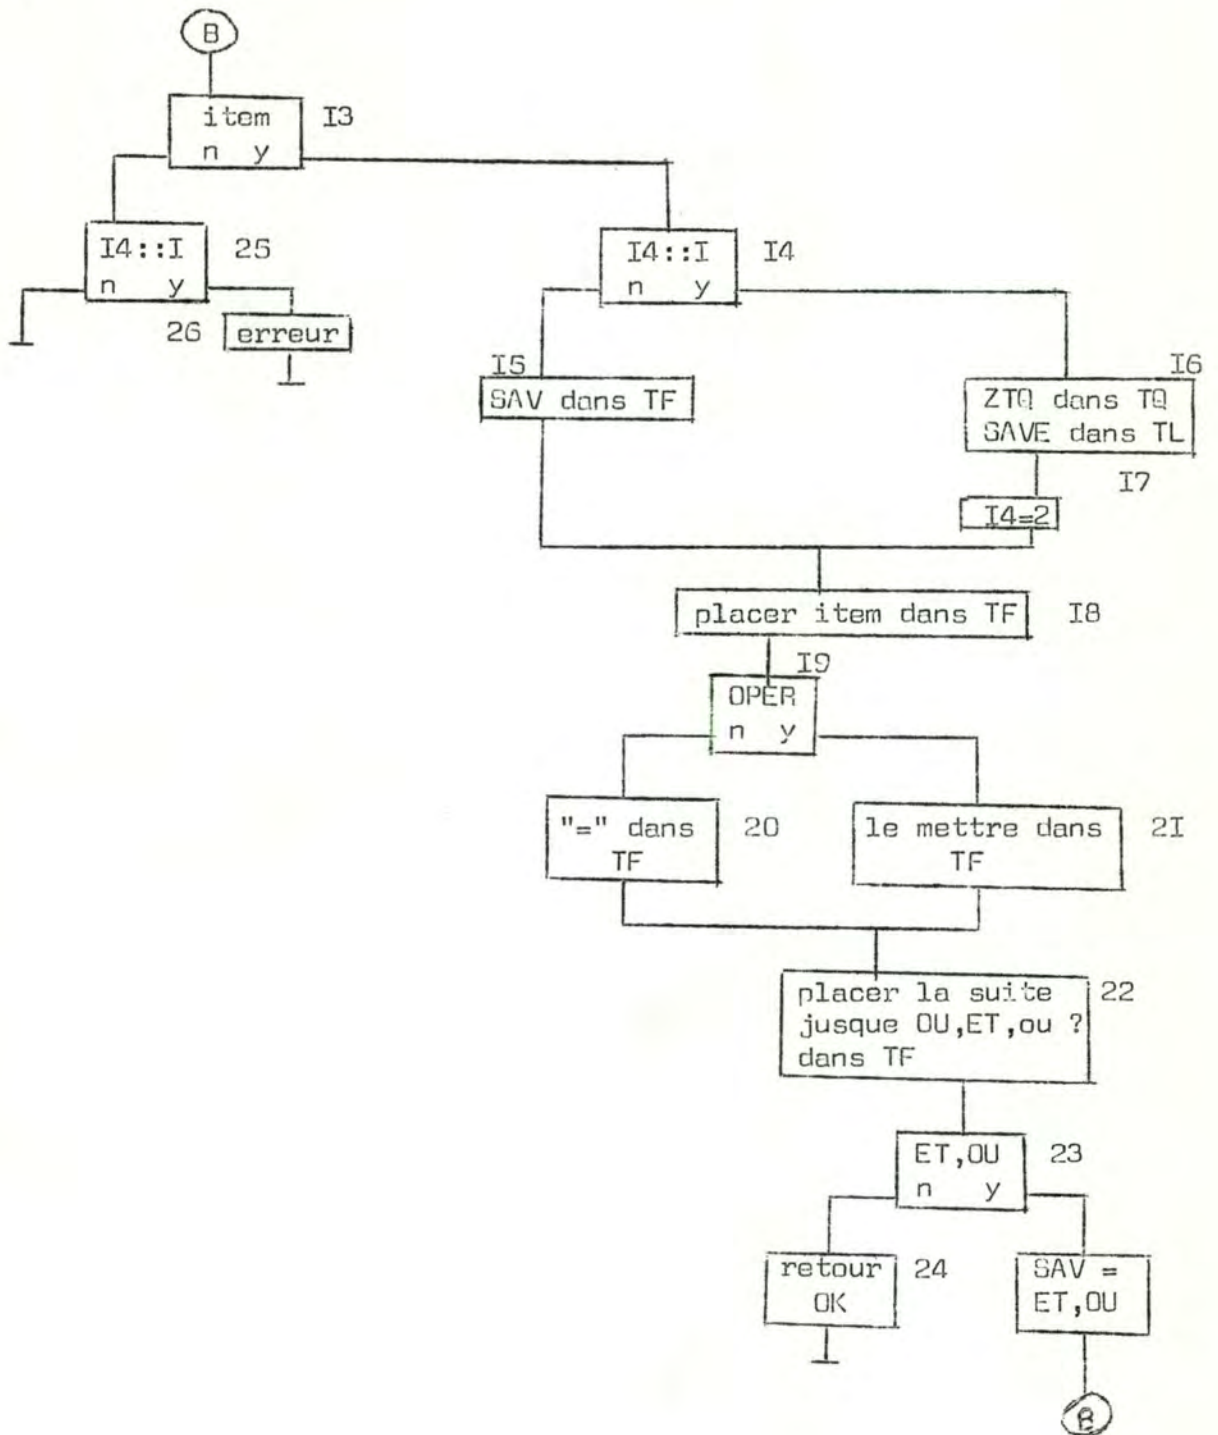 B
item I3
n y
I4::I 25
n y
26 erreur
I4::I I4
n y
I5
SAV dans TF
I6
ZTQ dans TQ
SAVE dans TL
I7
I4=2
placer item dans TF I8
I9
OPER
n y
"=" dans 20
TF
le mettre dans 2I
TF
placer la suite 22
jusque OU,ET,ou ?
dans TF
ET,OU 23
n y
retour 24
OK
SAV =
ET,OU
B